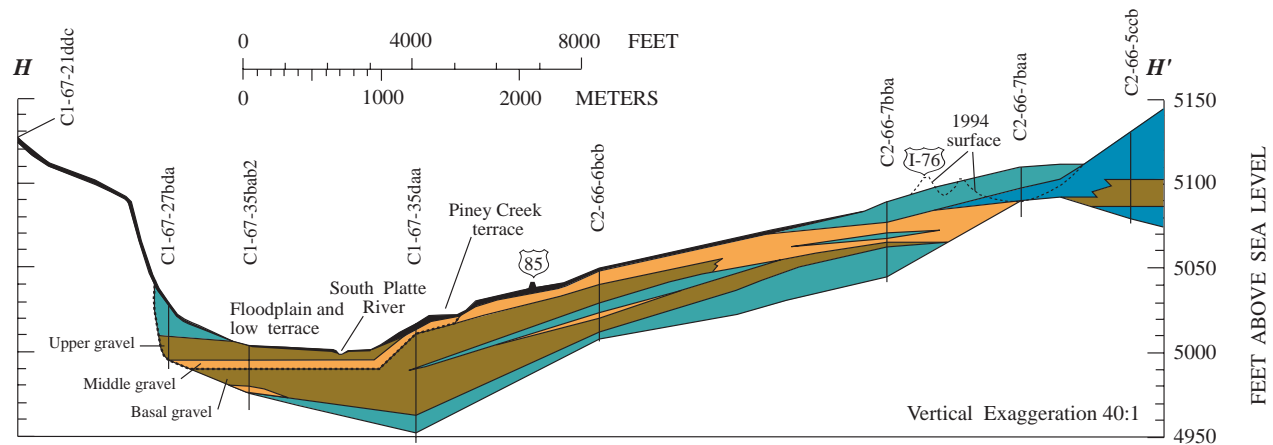 0 4000 8000 FEET
0 1000 2000 METERS
H
H'
C1-67-21ddc
C1-67-27bda
C1-67-35bab2
C1-67-35daa
C2-66-6bcb
C2-66-7bba
C2-66-7baa
C2-66-5ccb
1994
surface
I-76
Piney Creek
terrace
85
South Platte
River
Floodplain and
low terrace
Upper gravel
Middle gravel
Basal gravel
5150
5100
5050
5000
4950
FEET ABOVE SEA LEVEL
Vertical Exaggeration 40:1